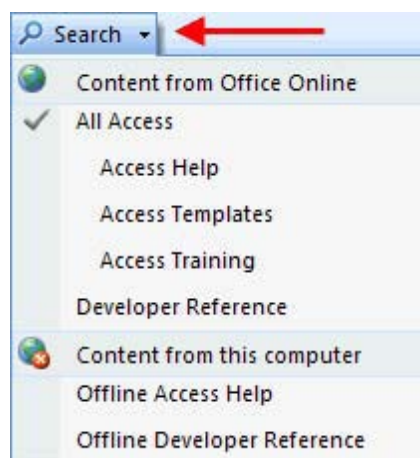 Search
Content from Office Online
All Access
Access Help
Access Templates
Access Training
Developer Reference
Content from this computer
Offline Access Help
Offline Developer Reference